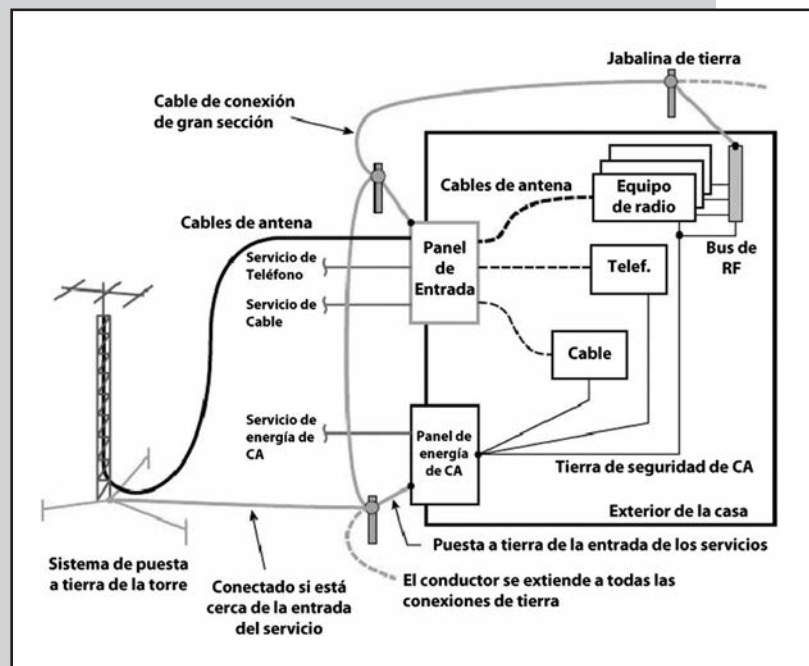 Jabalina de tierra
Cable de conexión
de gran sección
Cables de antena
Equipo
de radio
Cables de antena
Bus de
RF
Servicio de
Teléfono
Panel
de
Entrada
Telef.
Servicio de
Cable
Cable
Servicio de
energía de
CA
Panel de
energía
de CA
Tierra de seguridad de CA
Exterior de la casa
Puesta a tierra de la entrada de los servicios
Sistema de puesta
a tierra de la torre
Conectado si está
cerca de la entrada
del servicio
El conductor se extiende a todas las
conexiones de tierra